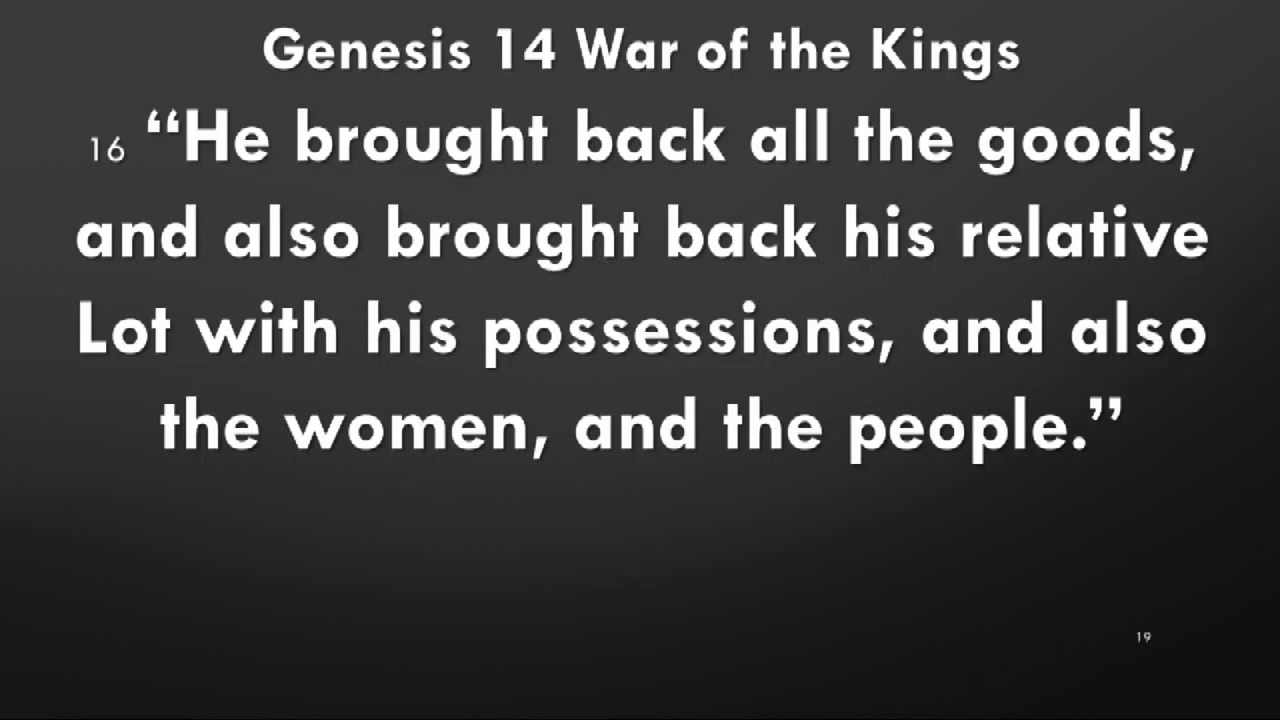 Genesis 14 War of the Kings
16 “He brought back all the goods,
and also brought back his relative
Lot with his possessions, and also
the women, and the people.”
19